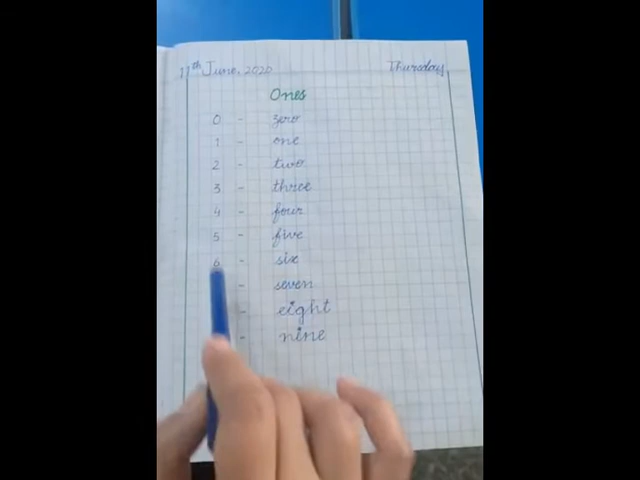 11th June, 2020 Thursday,
Ones
0 - zero
1 - one
2 - two
3 - three
4 - four
5 - five
6 - six
- seven
- eight
- nine